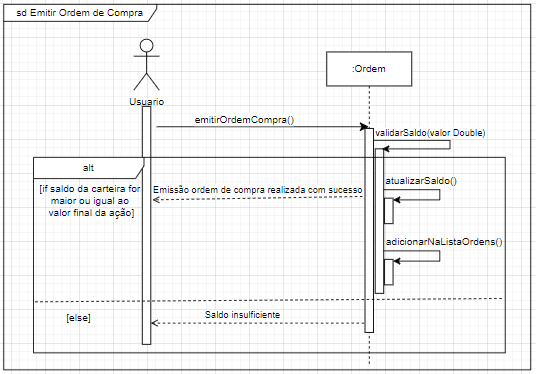 sd Emitir Ordem de Compra
:Ordem
Usuario
emitirOrdemCompra()
validarSaldo(valor Double)
alt
[if saldo da carteira for
maior ou igual ao
valor final da ação]
Emissão ordem de compra realizada com sucesso
atualizarSaldo()
adicionarNaListaOrdens()
[else]
Saldo insulficiente